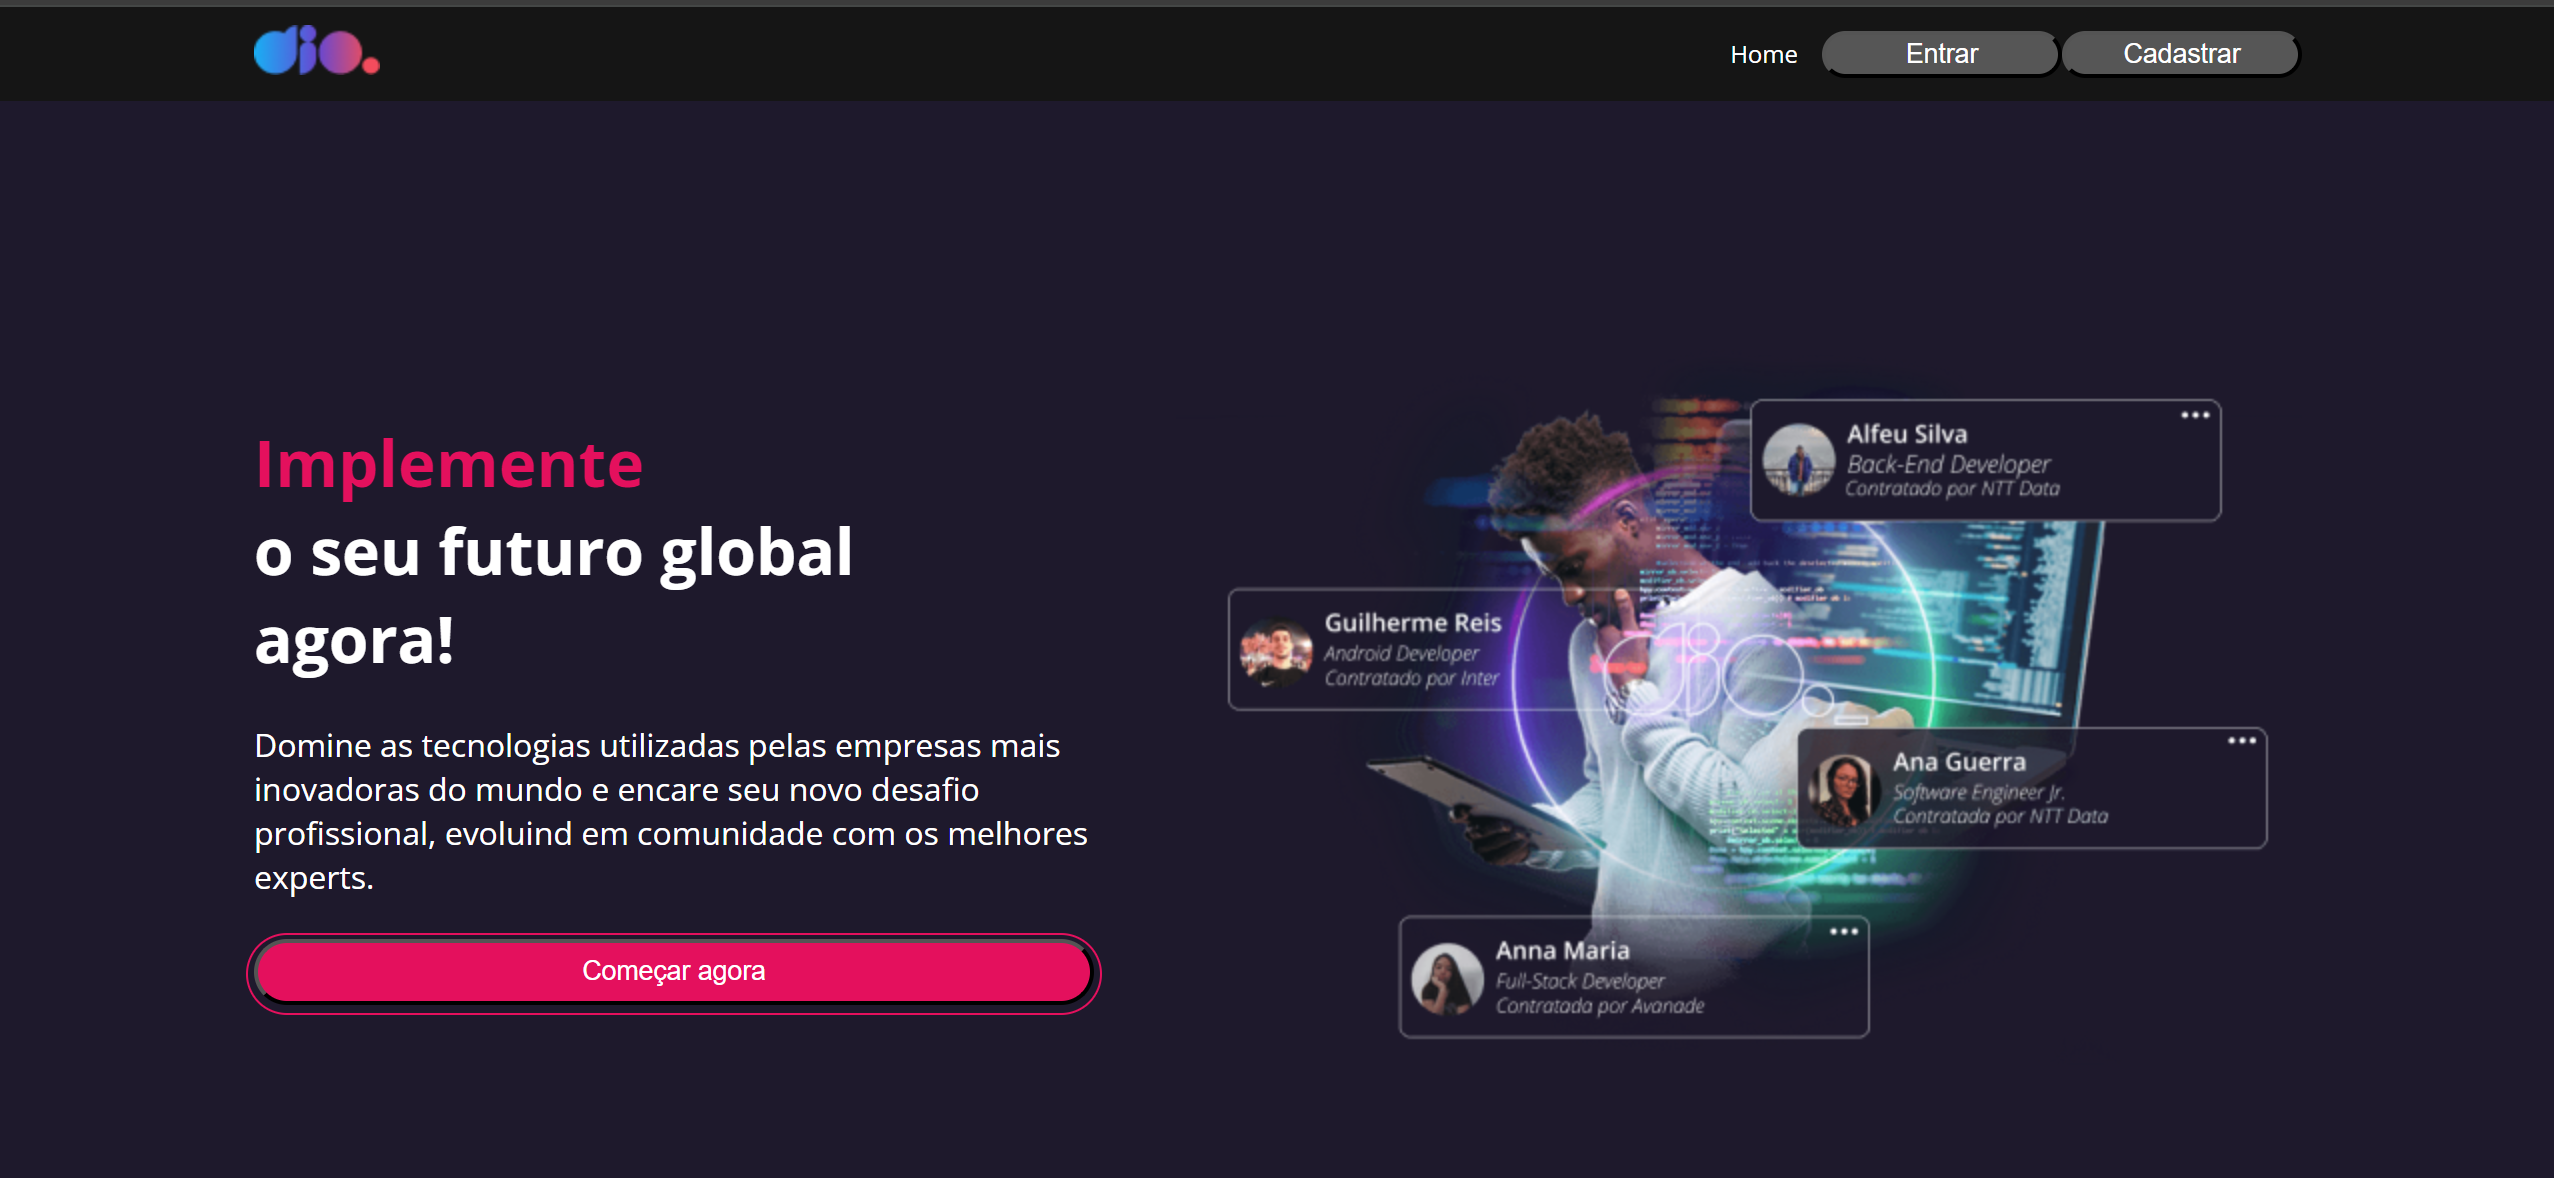 dio.
Home
Entrar
Cadastrar
Implemente
o seu futuro global
agora!
Domine as tecnologias utilizadas pelas empresas mais
inovadoras do mundo e encare seu novo desafio
profissional, evoluind em comunidade com os melhores
experts.
Começar agora
Alfeu Silva
Back-End Developer
Contratado por NTT Data
Guilherme Reis
Android Developer
Contratado por Inter
dio._
Ana Guerra
Software Engineer Jr.
Contratada por NTT Data
Anna Maria
Full-Stack Developer
Contratada por Avanade